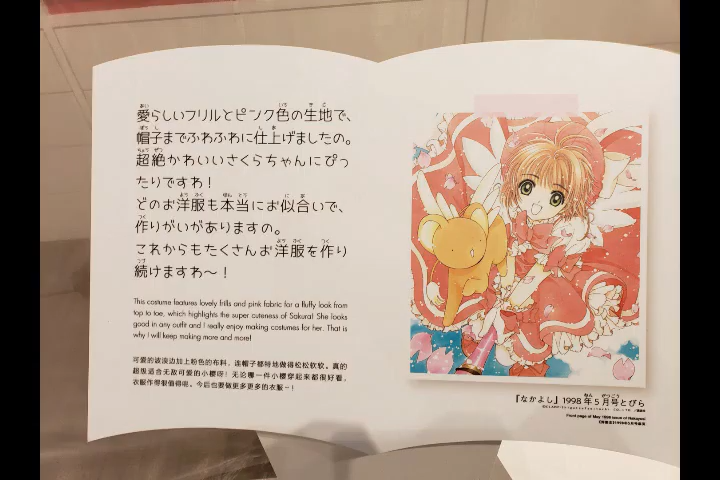 愛らしいフリルとピンク色の生地で、
帽子までふわふわに仕上げましたの。
超絶かわいいさくらちゃんにぴっ
たりですわ!
どのお洋服も本当にお似合いで、
作りがいがありますの。
これからもたくさんお洋服を作り
続けますわ〜!
This costume features lovely frills and pink fabric for a fluffy look from
top to toe, which highlights the super cuteness of Sakura! She looks
good in any outfit and I really enjoy making costumes for her. That is
why I will keep making more and more!
可爱的波浪边加上粉色的布料，连帽子都特地做得松松软软。真的
超级适合无敌可爱的小樱呀！无论哪一件小樱穿起来都很好看，
衣服作得很值得呢。今后也要做更多更多的衣服~！
『なかよし』1998年5月号とびら
Front page of May 1998 issue of Nakayosi